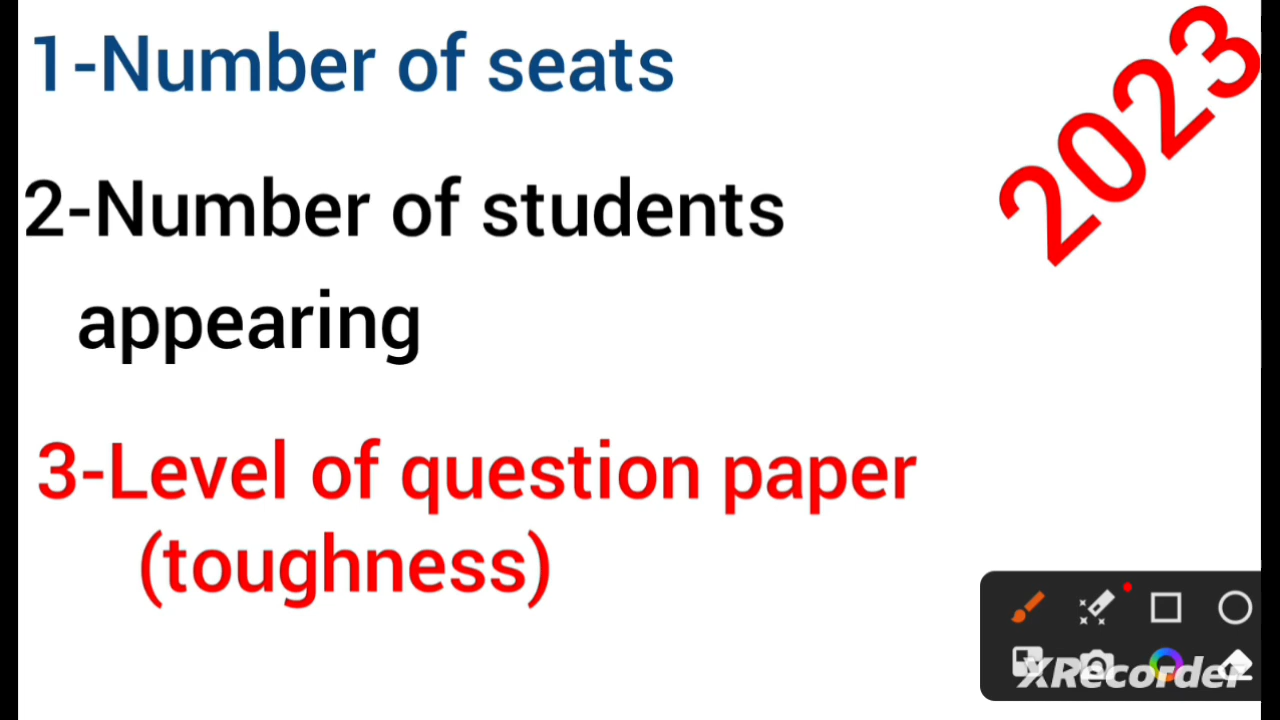 1-Number of seats
2023
2-Number of students
appearing
3-Level of question paper
(toughness)
XRecorder